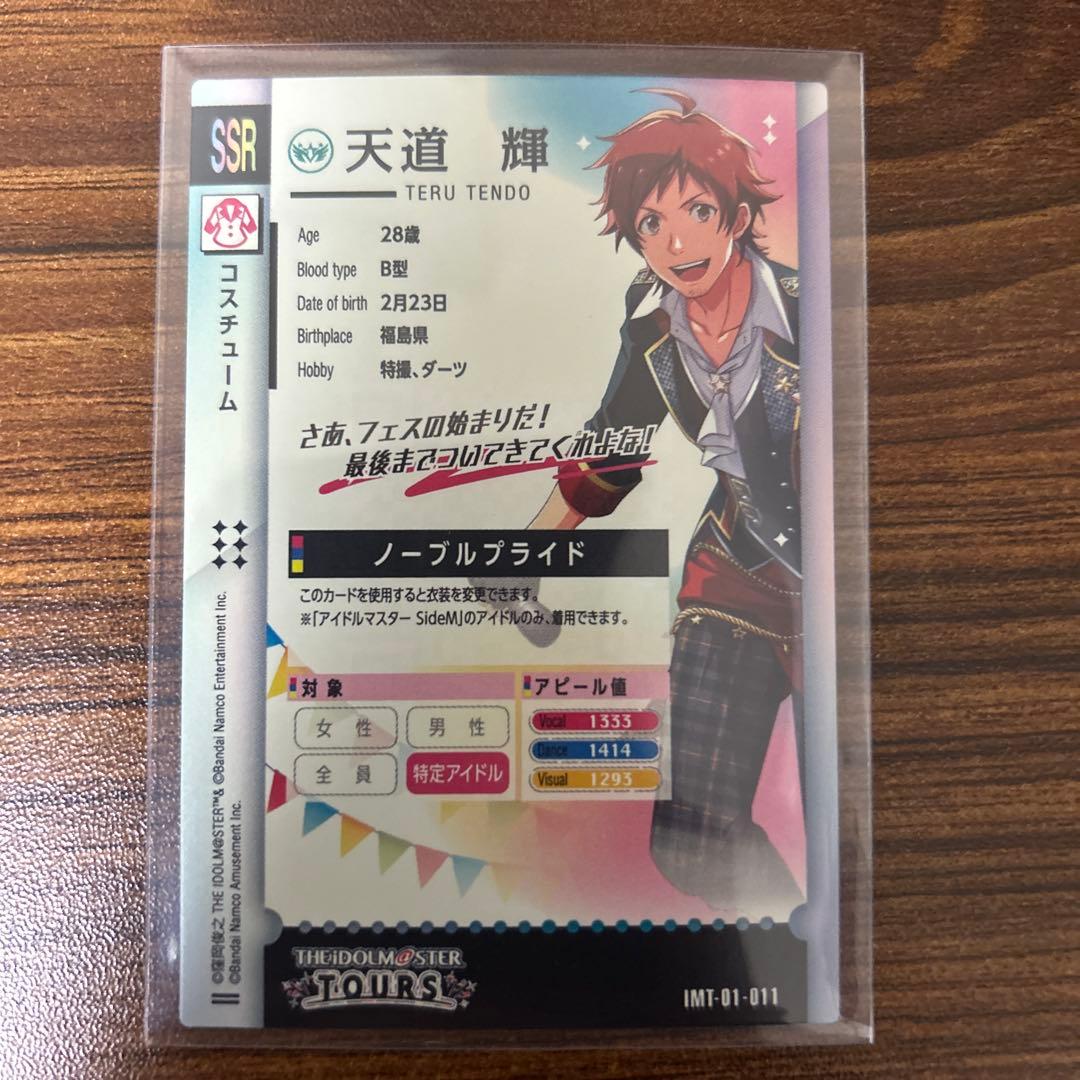 SSR
コスチューム
天道 輝
TERU TENDO
Age 28歳
Blood type B型
Date of birth 2月23日
Birthplace 福島県
Hobby 特撮、ダーツ
さあ、フェスの始まりだ!
最後までついてきてくれよな!
ノーブルプライド
このカードを使用すると衣装を変更できます。
※「アイドルマスター SideM」のアイドルのみ、着用できます。
対象
女性 男性
全員 特定アイドル
アピール値
Vocal 1333
Dance 1414
Visual 1293
©窪岡俊之 THE IDOLM@STER™& ©Bandai Namco Entertainment Inc.
©Bandai Namco Amusement Inc.
THE IDOLM@STER
TOURS
IMT-01-011